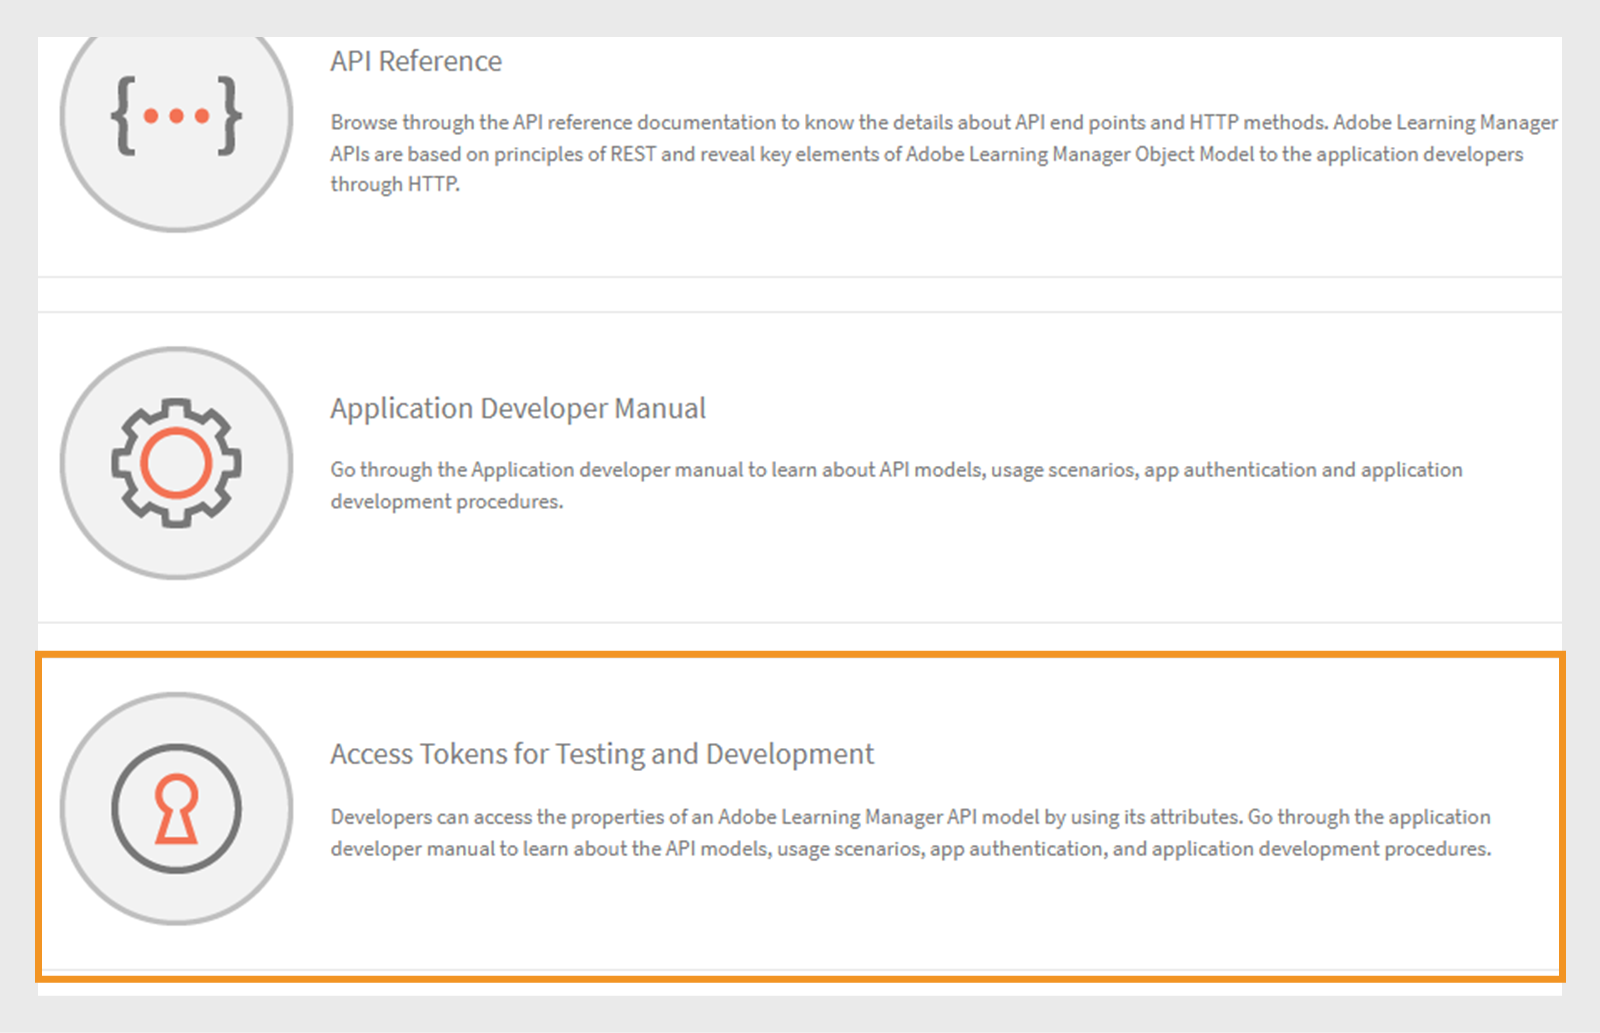 API Reference
Browse through the API reference documentation to know the details about API end points and HTTP methods. Adobe Learning Manager
APIs are based on principles of REST and reveal key elements of Adobe Learning Manager Object Model to the application developers
through HTTP.
Application Developer Manual
Go through the Application developer manual to learn about API models, usage scenarios, app authentication and application
development procedures.
Access Tokens for Testing and Development
Developers can access the properties of an Adobe Learning Manager API model by using its attributes. Go through the application
developer manual to learn about the API models, usage scenarios, app authentication, and application development procedures.